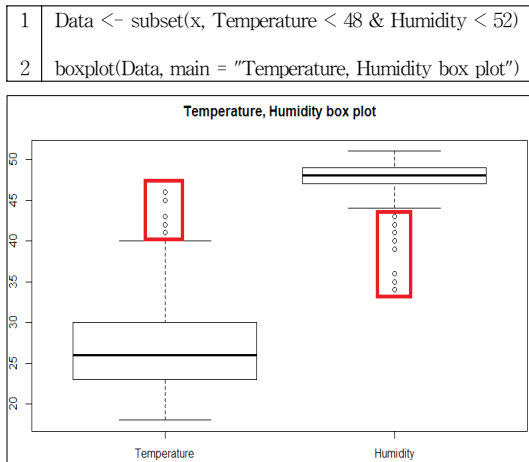 1 Data <- subset(x, Temperature < 48 & Humidity < 52)
2 boxplot(Data, main = "Temperature, Humidity box plot")
Temperature, Humidity box plot
50
45
40
35
30
25
20
Temperature Humidity